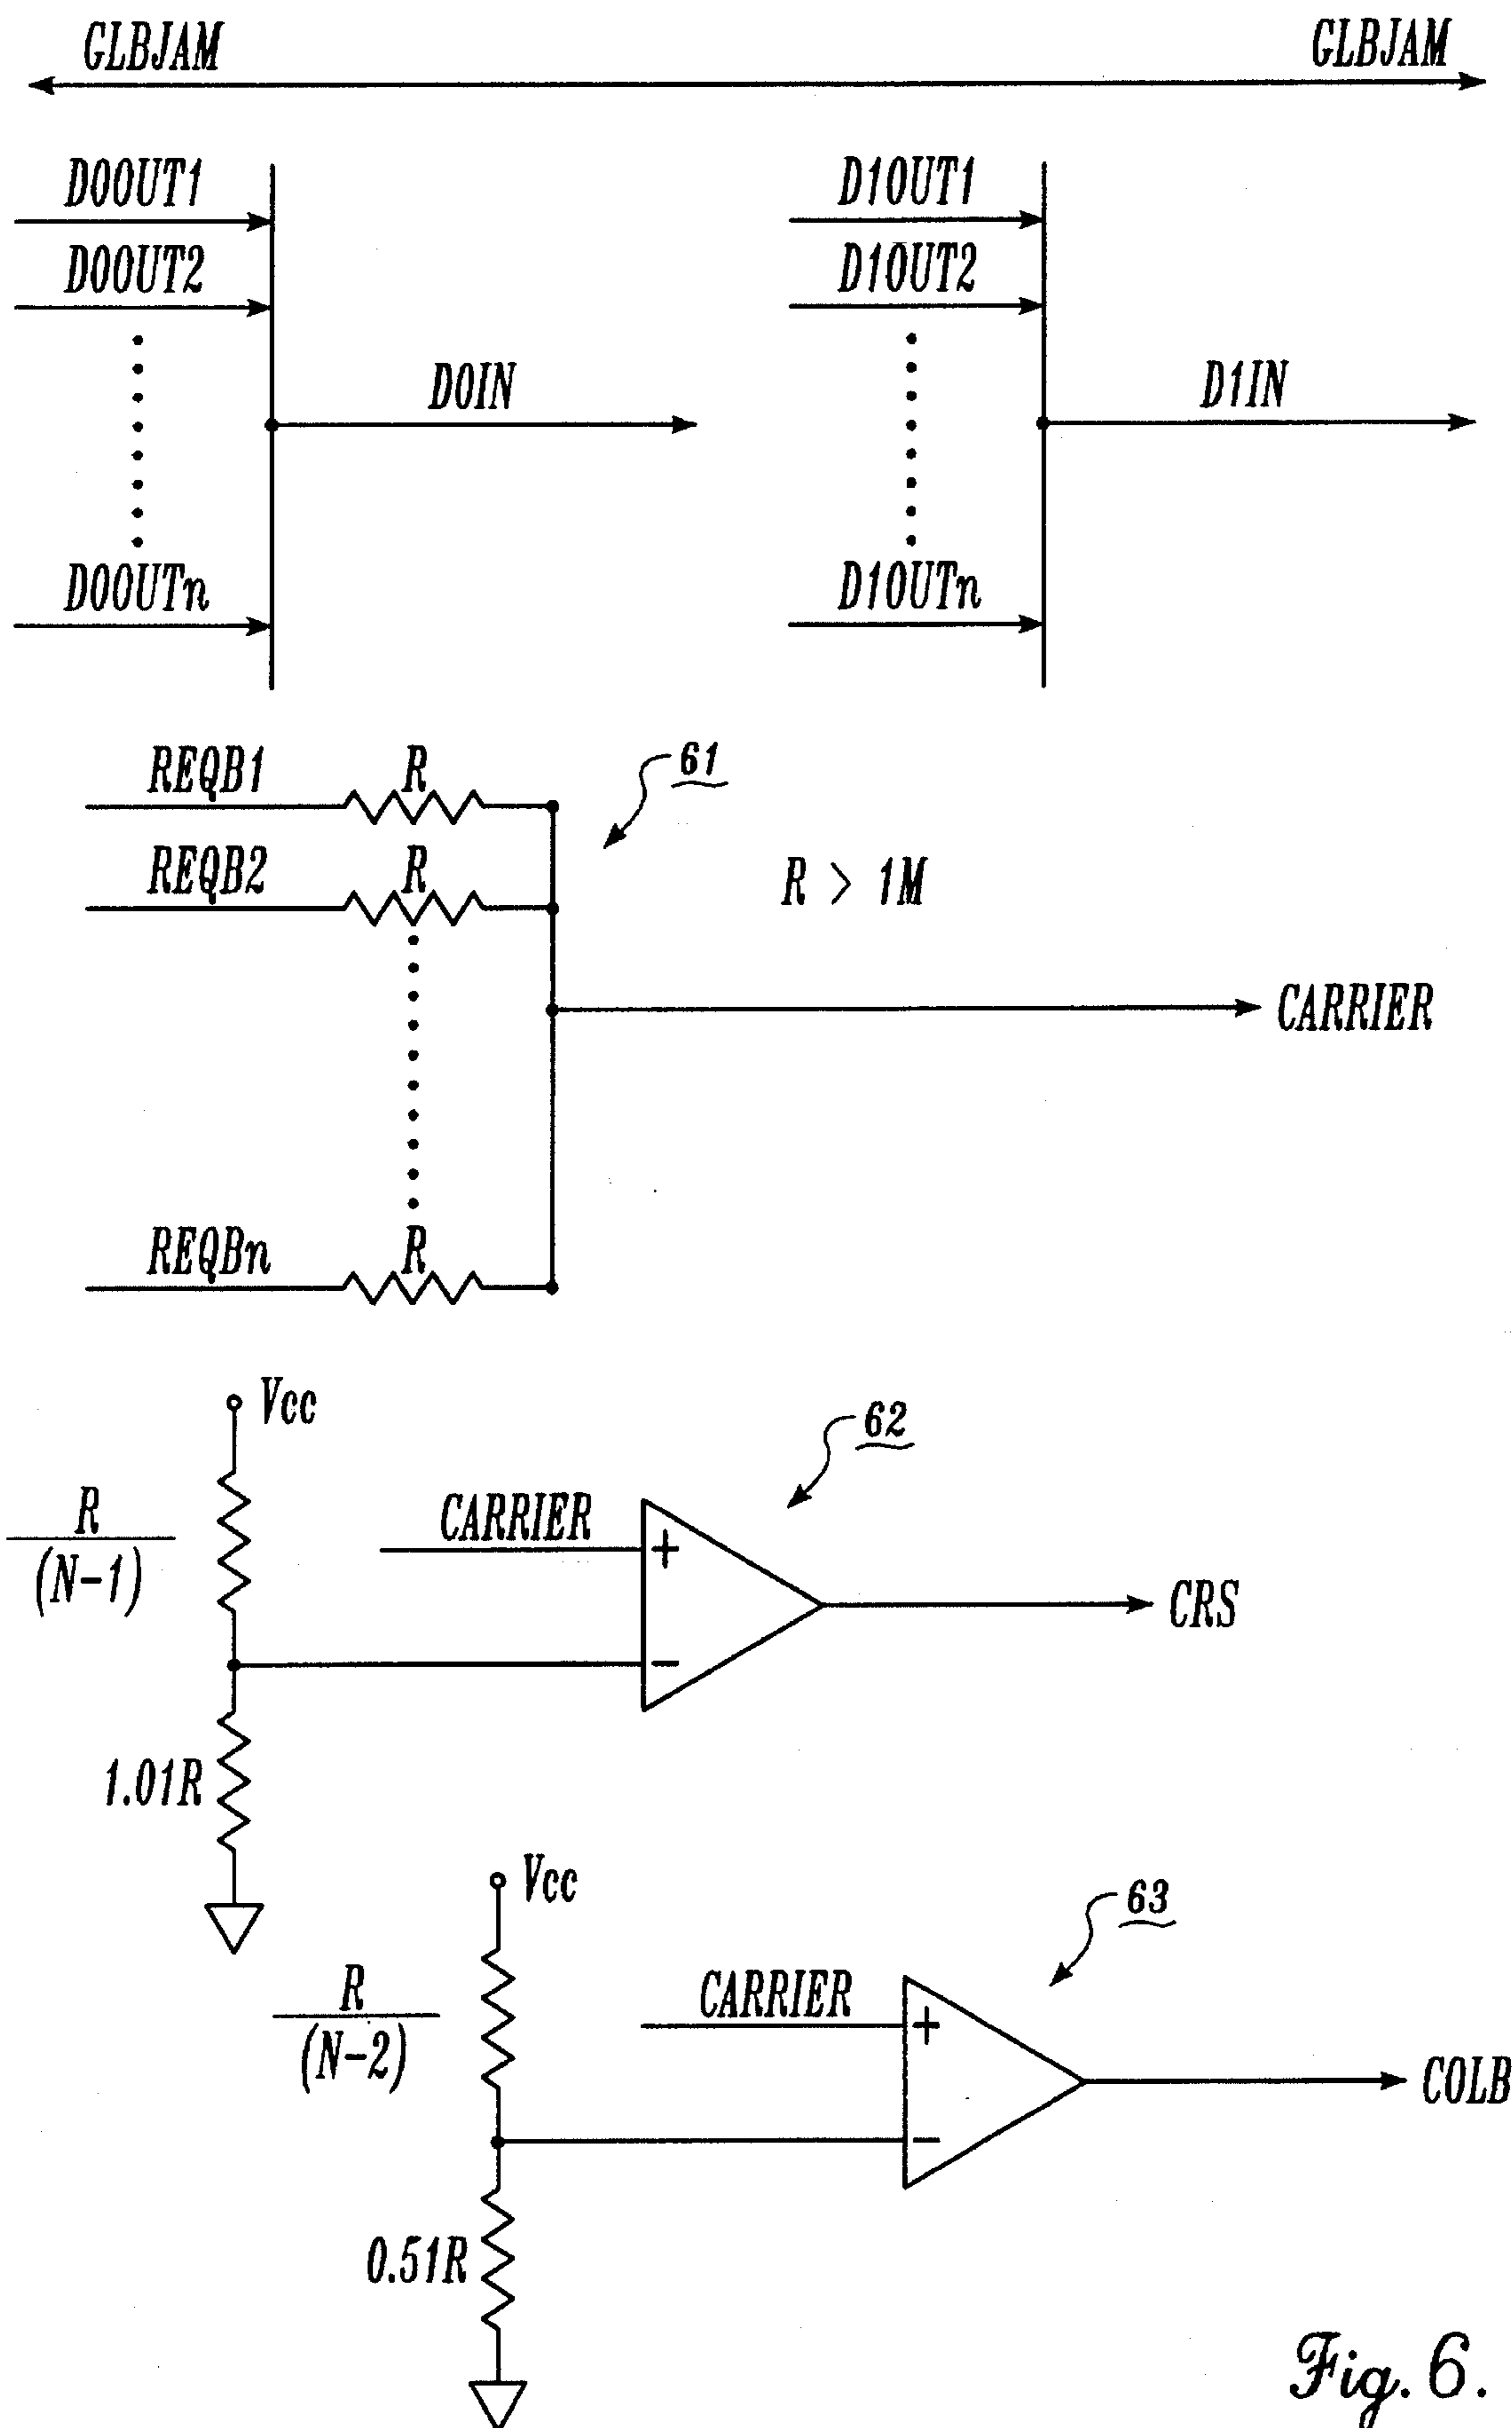 GLBJAM GLBJAM
D0OUT1 D1OUT1
D0OUT2 D1OUT2
D0IN D1IN
D0OUTn D1OUTn
REQB1 R 61
REQB2 R R > 1M
CARRIER
REQBn R
Vcc 62
R
(N-1)
CARRIER
+
CRS
-
1.01R
Vcc 63
R
(N-2)
CARRIER
+
COLB
-
0.51R
Fig. 6.